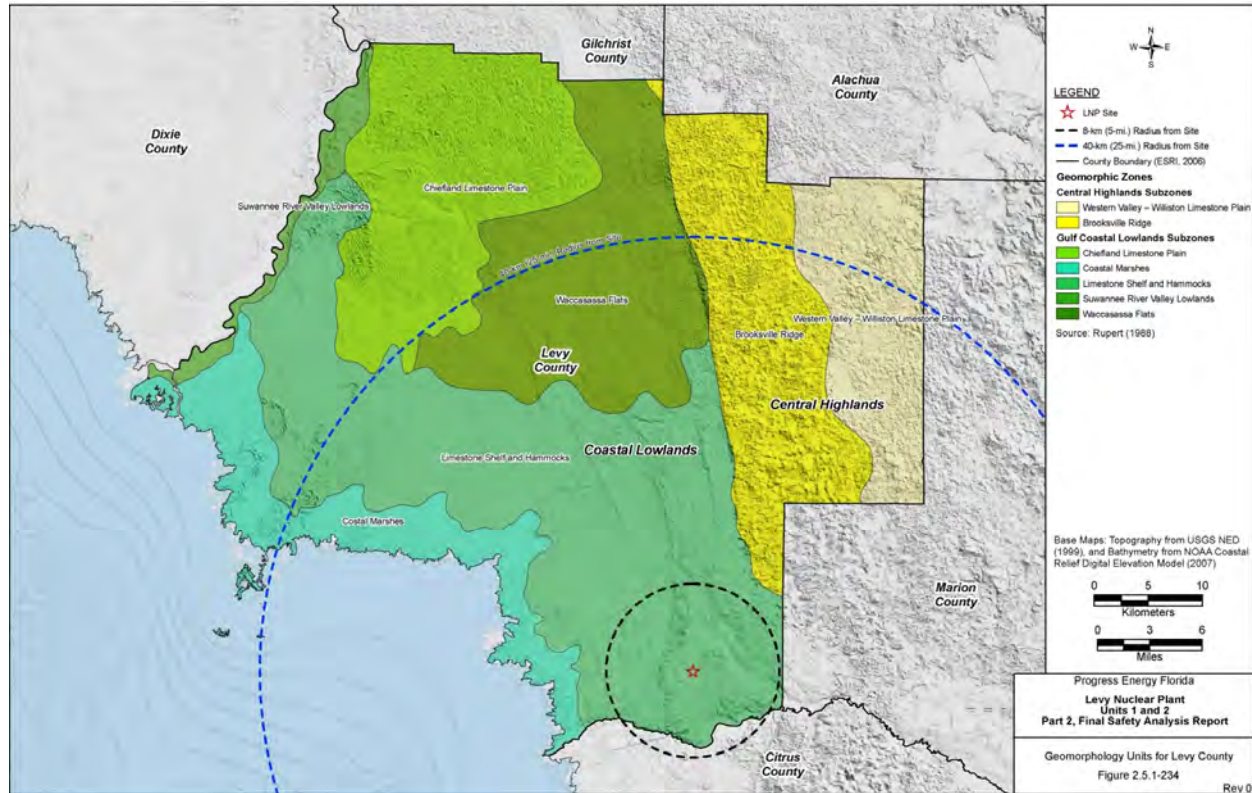 Gilchrist
County
Alachua
County
Dixie
County
Chiefland Limestone Plain
Suwannee River Valley Lowlands
40-km (25-mi.) Radius from Site
Waccasassa Flats
Western Valley – Williston Limestone Plain
Brooksville Ridge
Levy
County
Central Highlands
Coastal Lowlands
Limestone Shelf and Hammocks
Costal Marshes
Marion
County
Citrus
County
N
W
E
S
LEGEND
LNP Site
8-km (5-mi.) Radius from Site
40-km (25-mi.) Radius from Site
County Boundary (ESRI, 2006)
Geomorphic Zones
Central Highlands Subzones
Western Valley – Williston Limestone Plain
Brooksville Ridge
Gulf Coastal Lowlands Subzones
Chiefland Limestone Plain
Coastal Marshes
Limestone Shelf and Hammocks
Suwannee River Valley Lowlands
Waccasassa Flats
Source: Rupert (1988)
Base Maps: Topography from USGS NED
(1999), and Bathymetry from NOAA Coastal
Relief Digital Elevation Model (2007)
0 5 10
Kilometers
0 3 6
Miles
Progress Energy Florida
Levy Nuclear Plant
Units 1 and 2
Part 2, Final Safety Analysis Report
Geomorphology Units for Levy County
Figure 2.5.1-234
Rev 0